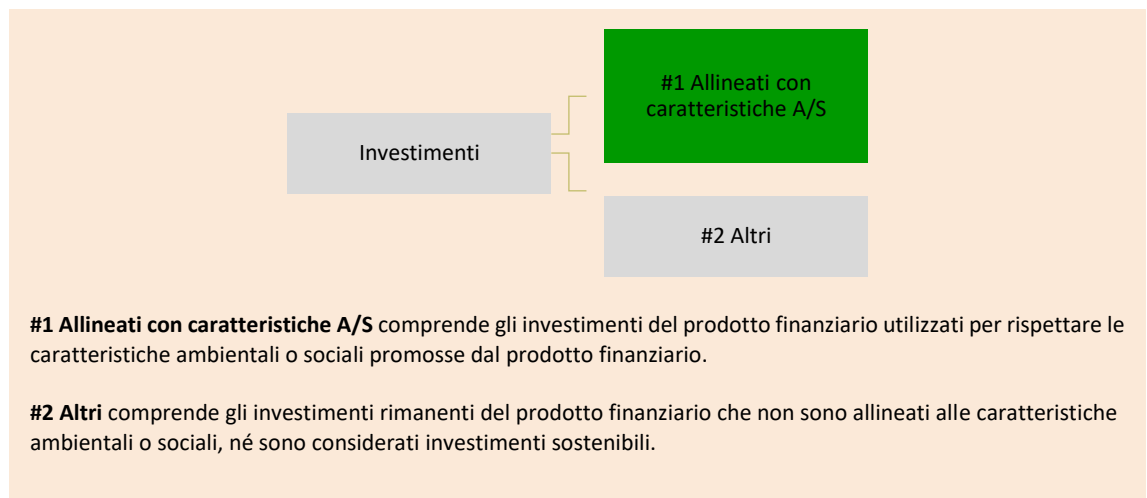 #1 Allineati con
caratteristiche A/S
Investimenti
#2 Altri
#1 Allineati con caratteristiche A/S comprende gli investimenti del prodotto finanziario utilizzati per rispettare le
caratteristiche ambientali o sociali promosse dal prodotto finanziario.
#2 Altri comprende gli investimenti rimanenti del prodotto finanziario che non sono allineati alle caratteristiche
ambientali o sociali, né sono considerati investimenti sostenibili.